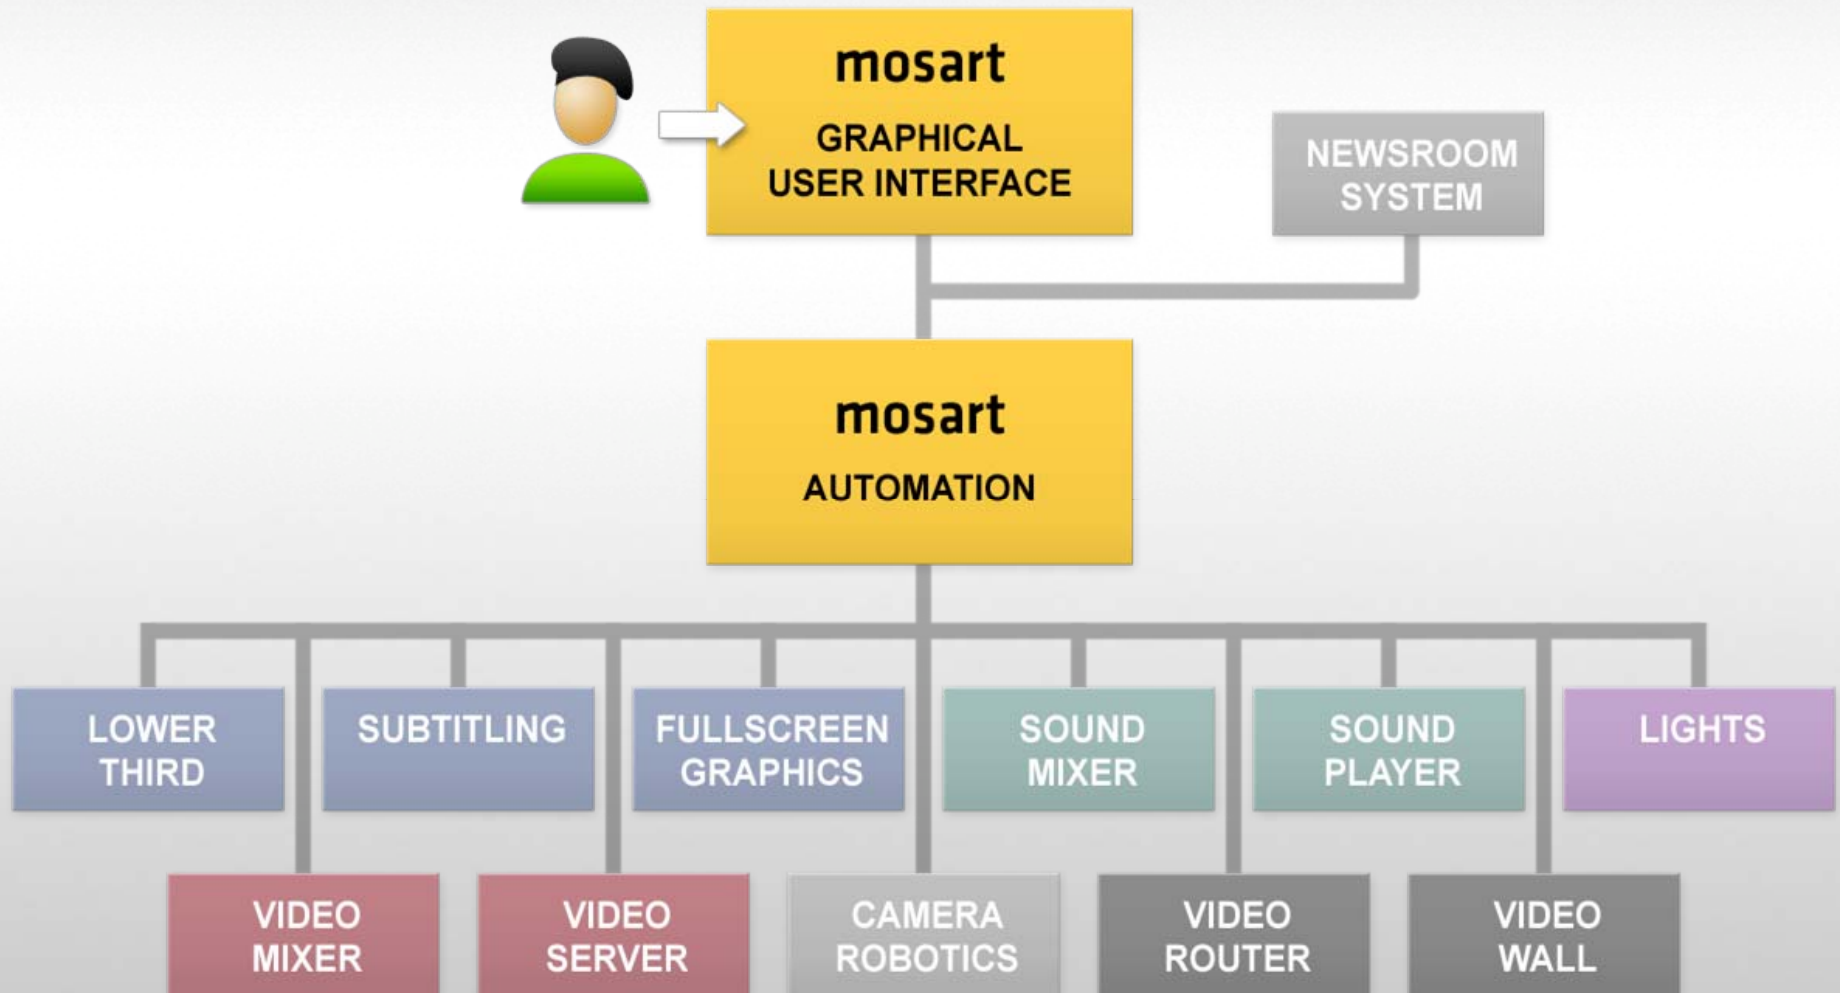 mosart
GRAPHICAL
USER INTERFACE
NEWSROOM
SYSTEM
mosart
AUTOMATION
LOWER
THIRD
SUBTITLING
FULLSCREEN
GRAPHICS
SOUND
MIXER
SOUND
PLAYER
LIGHTS
VIDEO
MIXER
VIDEO
SERVER
CAMERA
ROBOTICS
VIDEO
ROUTER
VIDEO
WALL